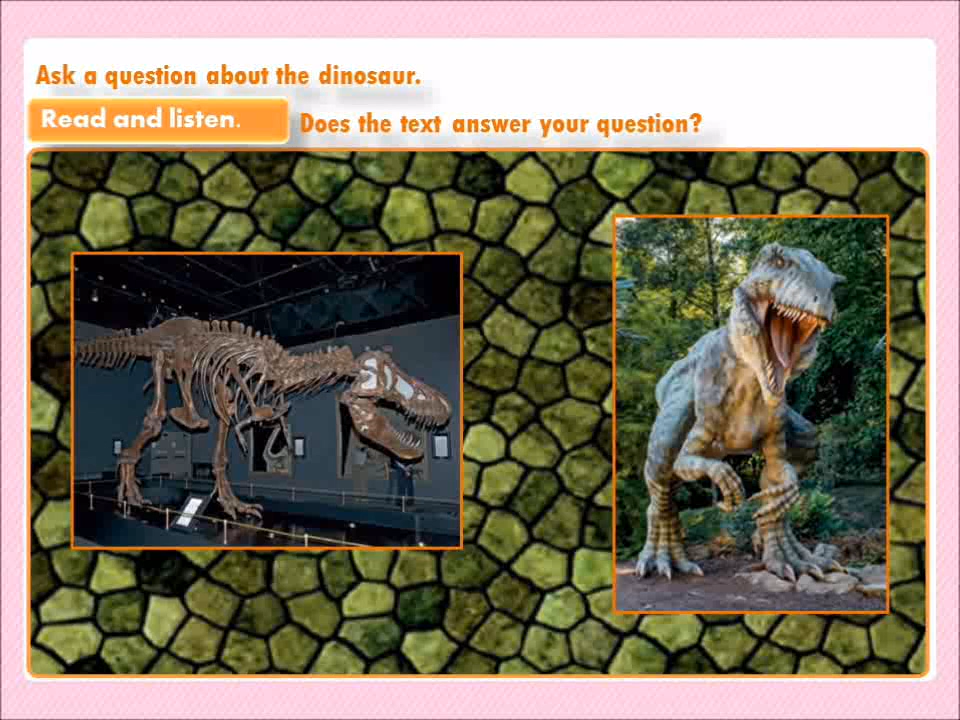 Ask a question about the dinosaur.
Read and listen.
Does the text answer your question?